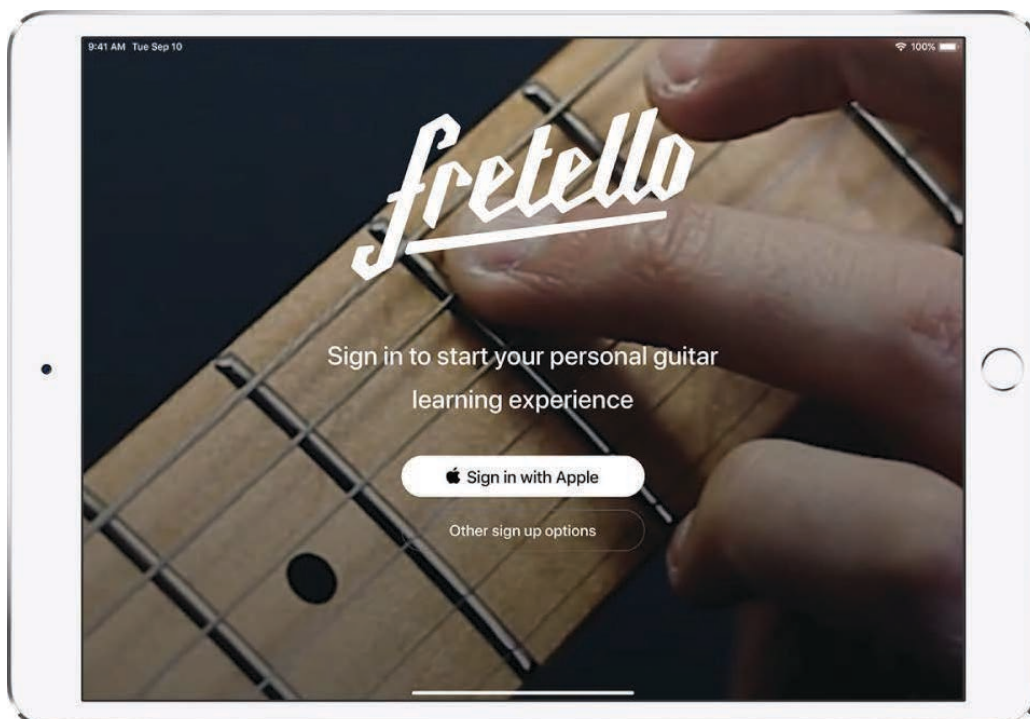 9:41 AM Tue Sep 10
100%
fretello
Sign in to start your personal guitar
learning experience
Sign in with Apple
Other sign up options